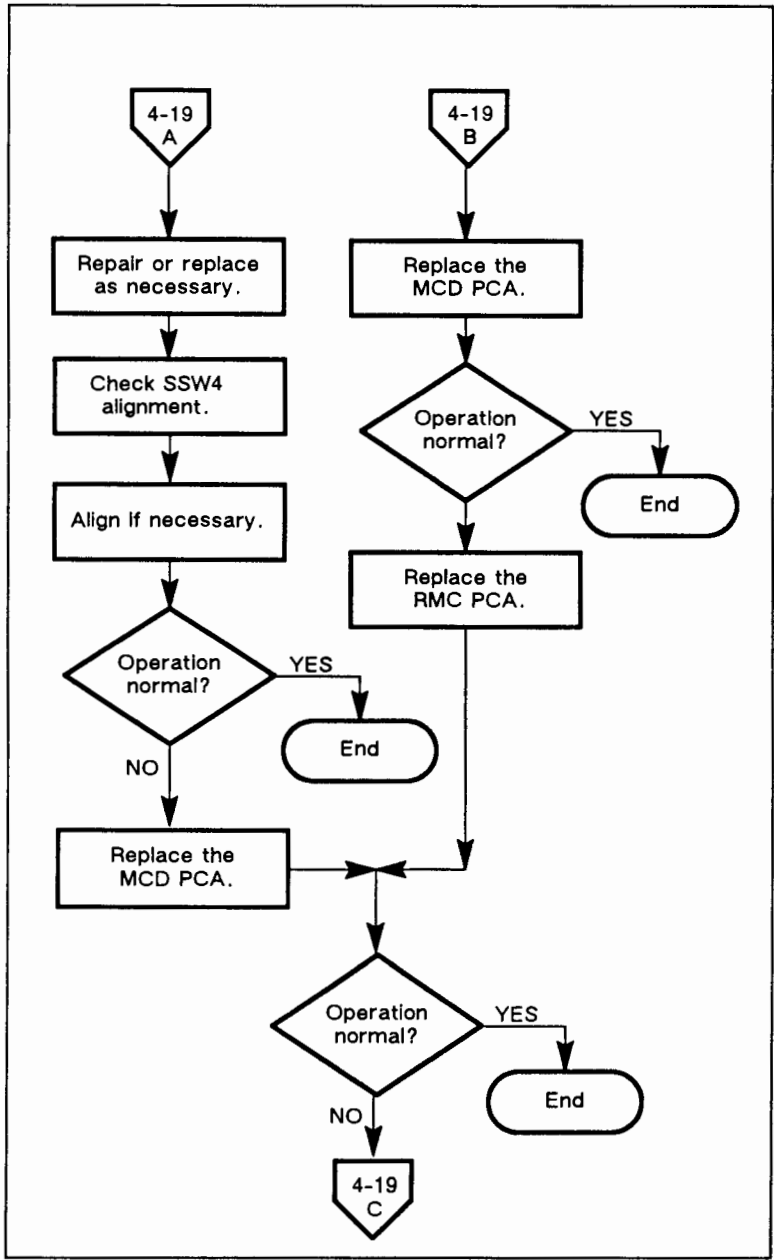 4-19
A
Repair or replace
as necessary.
Check SSW4
alignment.
Align if necessary.
Operation
normal?
YES
End
NO
Replace the
MCD PCA.
4-19
B
Replace the
MCD PCA.
Operation
normal?
YES
End
Replace the
RMC PCA.
Operation
normal?
YES
End
NO
4-19
C